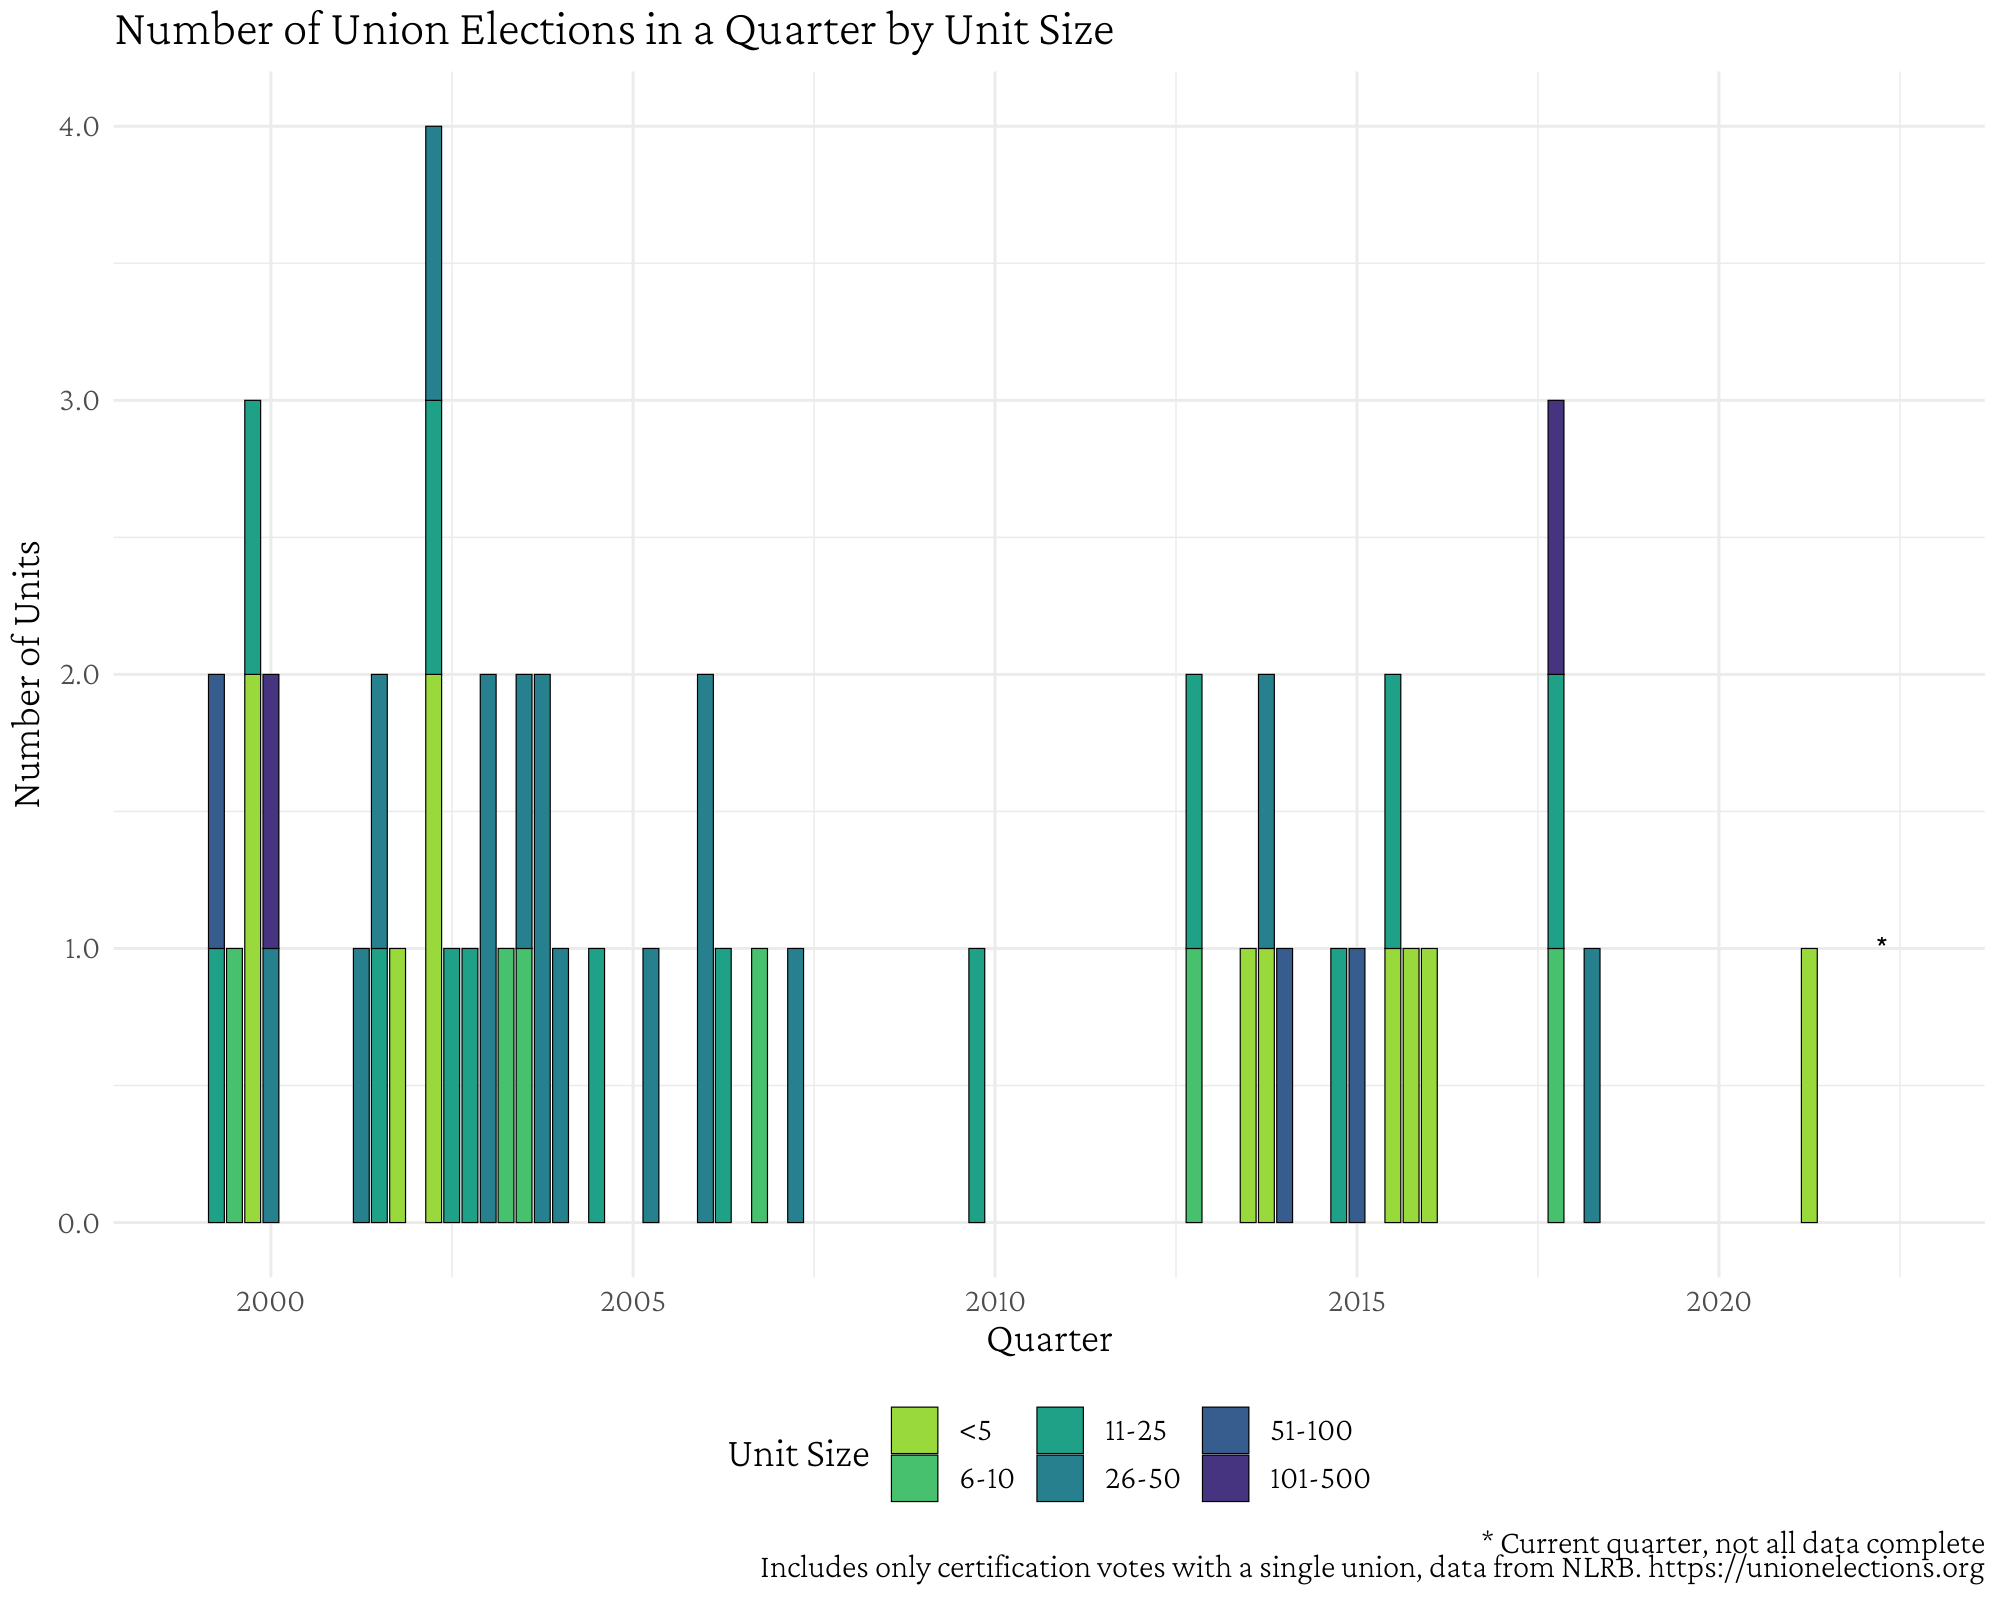 Number of Union Elections in a Quarter by Unit Size
Number of Units
4.0
3.0
2.0
1.0
0.0
*
2000 2005 2010 2015 2020
Quarter
Unit Size
<5 11-25 51-100
6-10 26-50 101-500
* Current quarter, not all data complete
Includes only certification votes with a single union, data from NLRB. https://unionelections.org